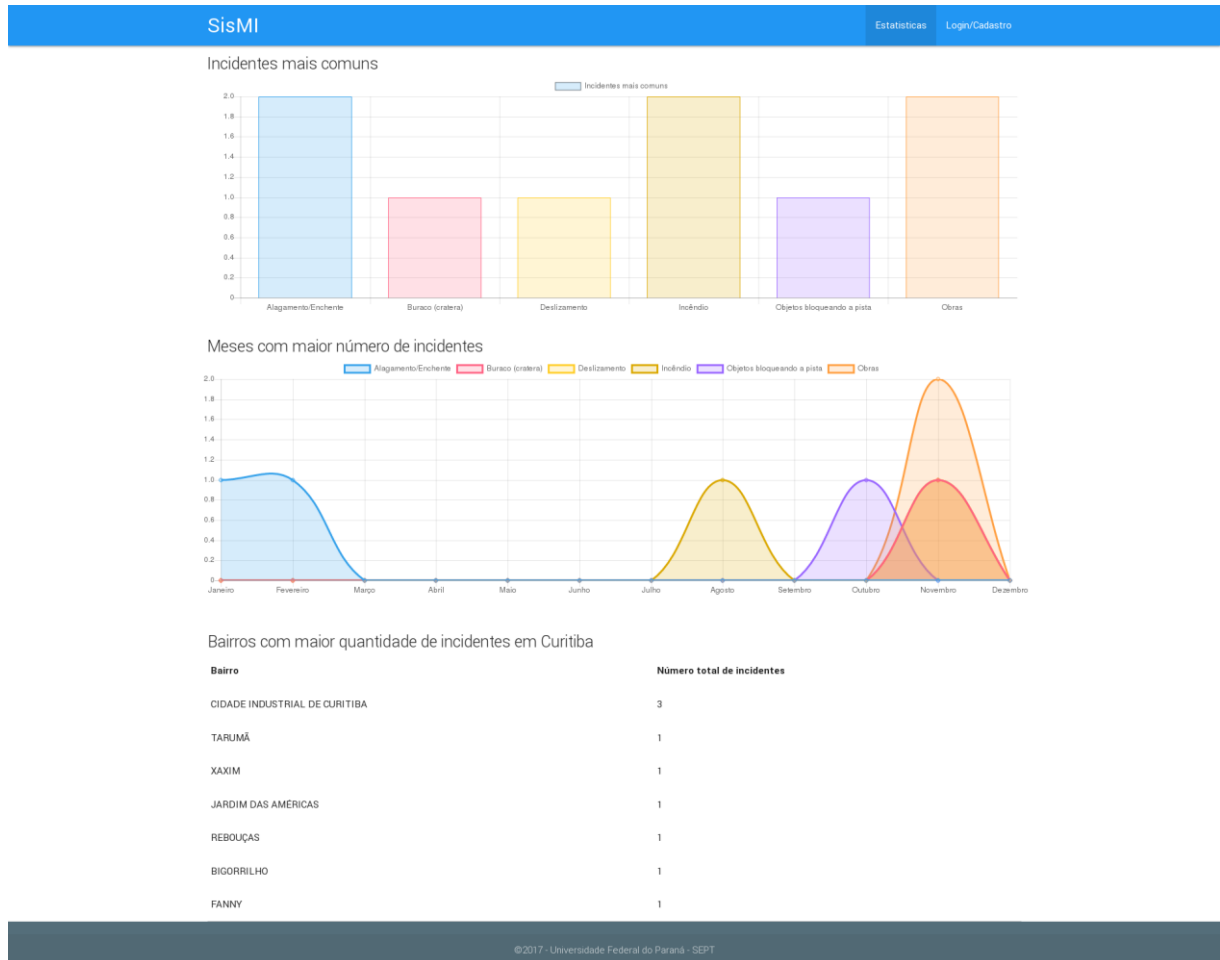 SisMI Estatisticas Login/Cadastro
Incidentes mais comuns
Incidentes mais comuns
2.0
1.8
1.6
1.4
1.2
1.0
0.8
0.6
0.4
0.2
0
Alagamento/Enchente Buraco (cratera) Deslizamento Incêndio Objetos bloqueando a pista Obras
Meses com maior número de incidentes
Alagamento/Enchente Buraco (cratera) Deslizamento Incêndio Objetos bloqueando a pista Obras
2.0
1.8
1.6
1.4
1.2
1.0
0.8
0.6
0.4
0.2
0
Janeiro Fevereiro Março Abril Maio Junho Julho Agosto Setembro Outubro Novembro Dezembro
Bairros com maior quantidade de incidentes em Curitiba
Bairro Número total de incidentes
CIDADE INDUSTRIAL DE CURITIBA 3
TARUMÃ 1
XAXIM 1
JARDIM DAS AMÉRICAS 1
REBOUÇAS 1
BIGORRILHO 1
FANNY 1
©2017 - Universidade Federal do Paraná - SEPT